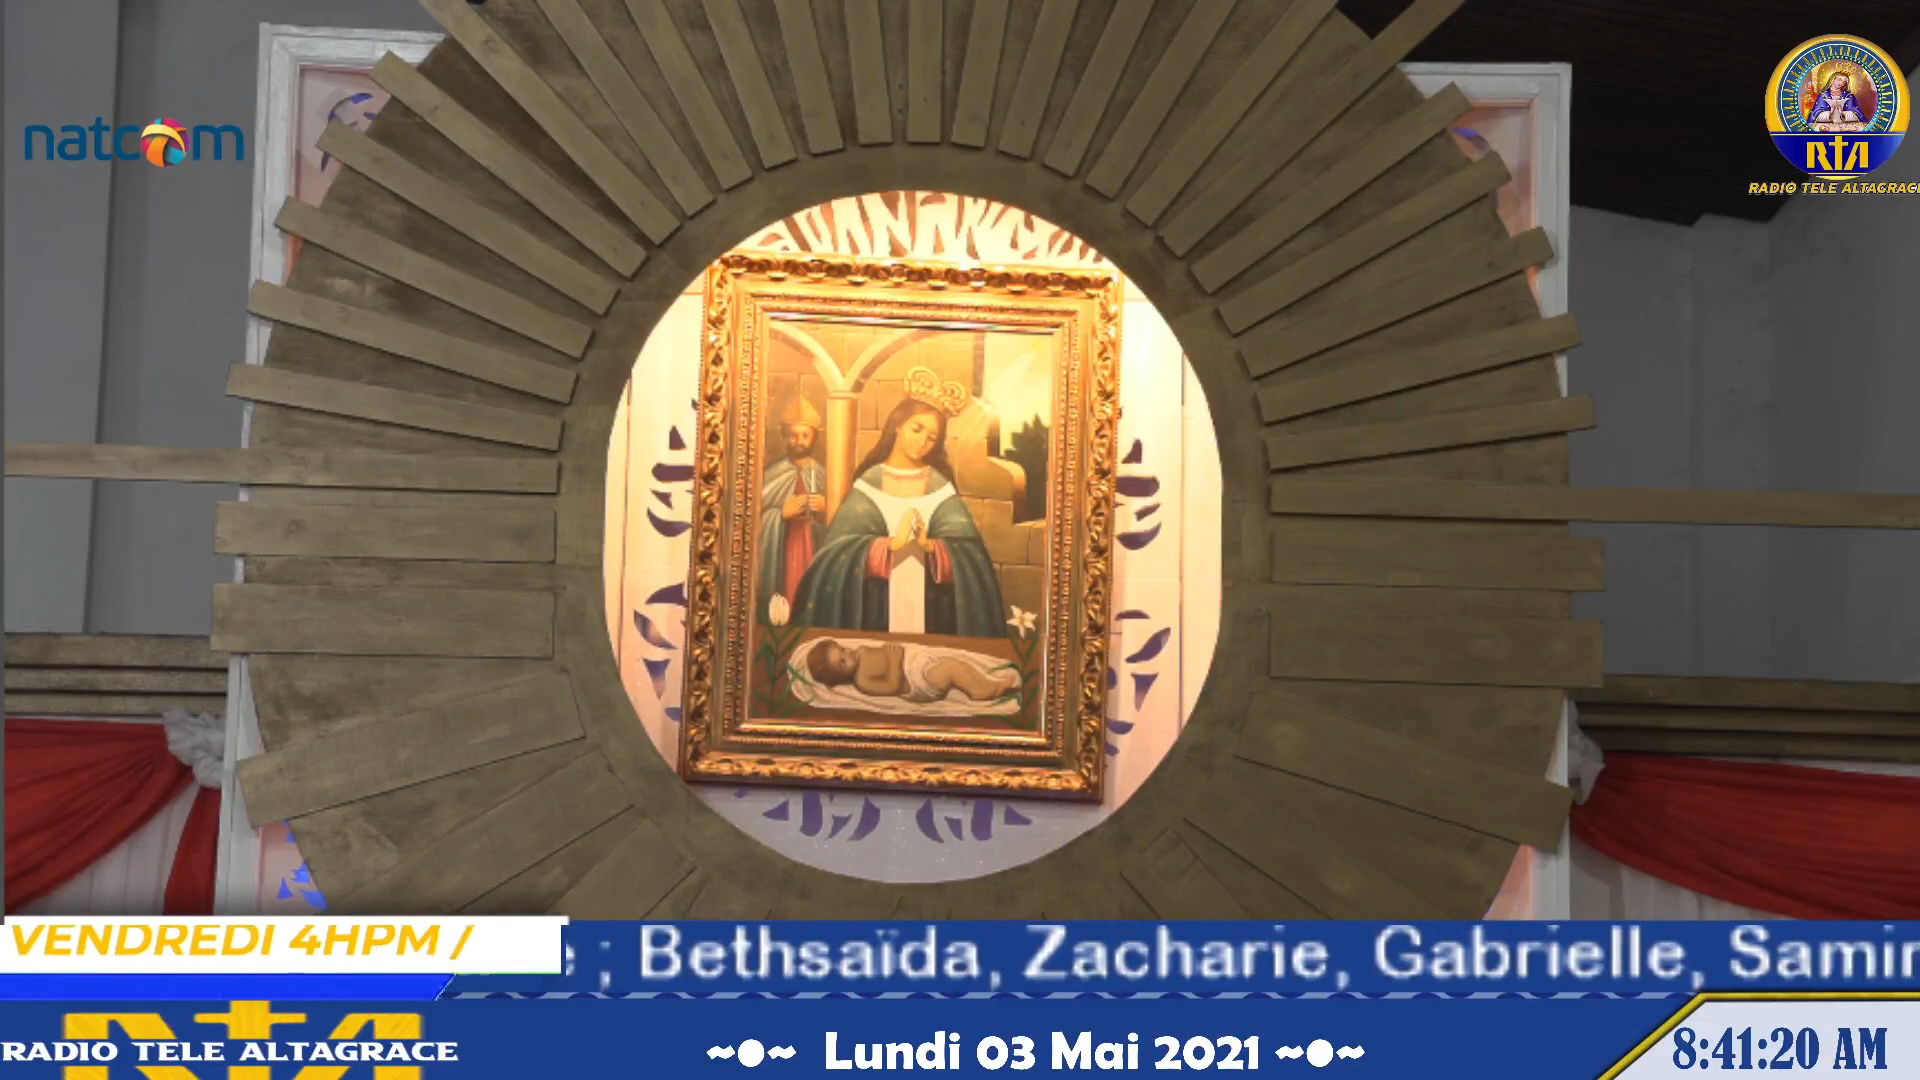 natcom
RTA
RADIO TELE ALTAGRACE
VENDREDI 4HPM /
; Bethsaïda, Zacharie, Gabrielle,
RTA
RADIO TELE ALTAGRACE
~●~ Lundi 03 Mai 2021 ~●~
8:41:20 AM